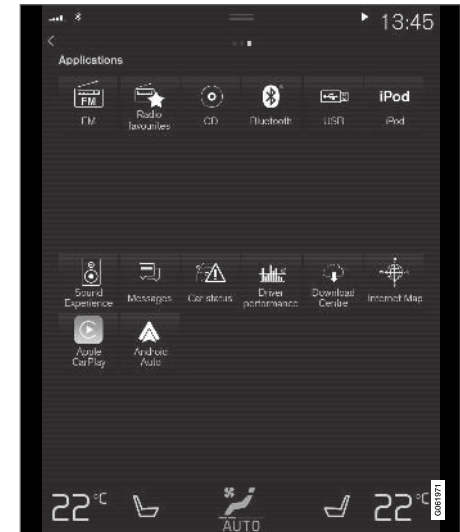 13:45
Applications
FM
iPod
FM
Radio
favourites
CD
Bluetooth
USB
iPod
Sound
Experience
Messages
Car status
Driver
performance
Download
Centre
Internet Map
Apple
CarPlay
Android
Auto
22°C
22°C
AUTO
G061971